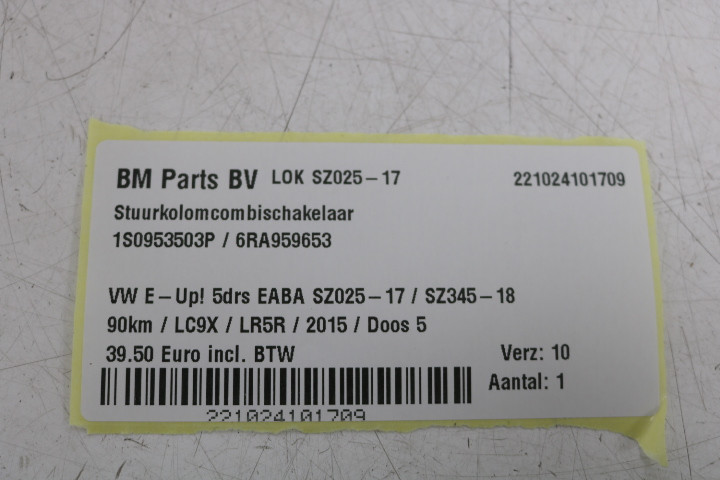 BM Parts BV LOK SZ025-17 221024101709
Stuurkolomcombischakelaar
1S0953503P / 6RA959653
VW E-Up! 5drs EABA SZ025-17 / SZ345-18
90km / LC9X / LR5R / 2015 / Doos 5
39.50 Euro incl. BTW Verz: 10
Aantal: 1
221024101709